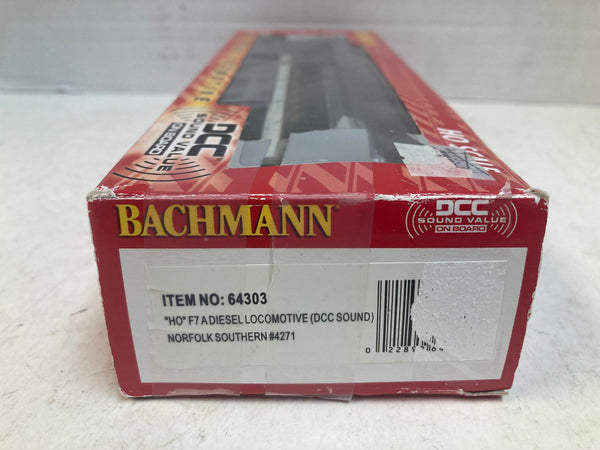 DCC
SOUND VALUE
ON BOARD
HO
BACHMANN
DCC
SOUND VALUE
ON BOARD
ITEM NO: 64303
"HO" F7 A DIESEL LOCOMOTIVE (DCC SOUND)
NORFOLK SOUTHERN #4271